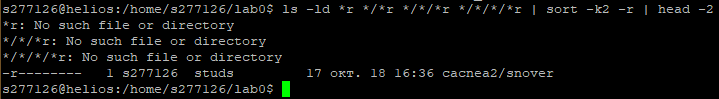 s277126@helios:/home/s277126/lab0$ ls -ld *r */*r */*/*r */*/*/*r | sort -k2 -r | head -2
*r: No such file or directory
*/*/*r: No such file or directory
*/*/*/*r: No such file or directory
-r--------   1 s277126  studs         17 окт. 18 16:36 cacnea2/snover
s277126@helios:/home/s277126/lab0$